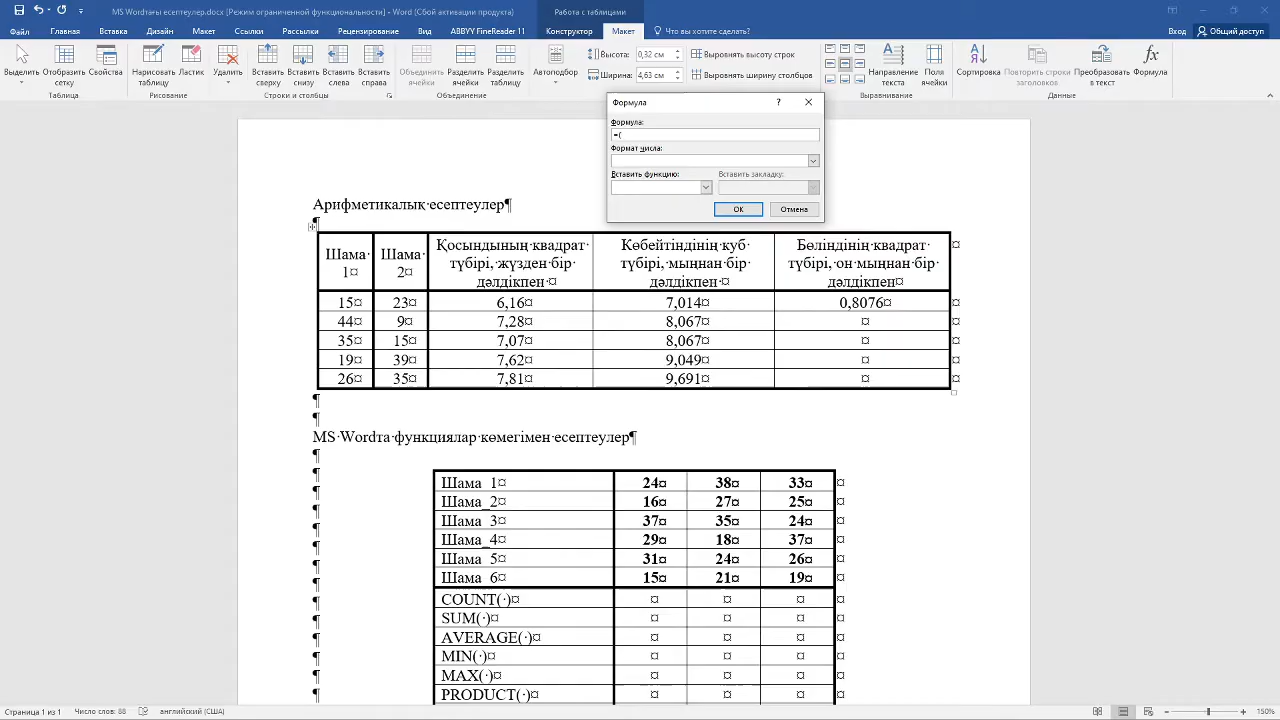 MS Wordтағы есептеулер.docx [Режим ограниченной функциональности] - Word (Сбой активации продукта)
Работа с таблицами
Файл Главная Вставка Дизайн Макет Ссылки Рассылки Рецензирование Вид ABBYY FineReader 11 Конструктор Макет Что вы хотите сделать? Вход Общий доступ
Выделить Отобразить сетку Свойства
Таблица
Нарисовать таблицу Ластик
Рисование
Удалить Вставить сверху Вставить снизу Вставить слева Вставить справа
Строки и столбцы
Объединить ячейки Разделить ячейки Разделить таблицу
Объединение
Автоподбор
Высота: 0,32 см
Ширина: 4,63 см
Выровнять высоту строк
Выровнять ширину столбцов
Направление текста Поля ячейки
Выравнивание
Сортировка Повторить строки заголовков Преобразовать в текст Формула
Данные
Формула ?
Формула:
=(
Формат числа:
Вставить функцию: Вставить закладку:
ОК Отмена
Арифметикалық·есептеулер¶
¶
Шама·1¤ Шама·2¤ Қосындының·квадрат·түбірі,·жүзден·бір·дәлдікпен·¤ Көбейтіндінің·куб·түбірі,·мыңнан·бір·дәлдікпен·¤ Бөліндінің·квадрат·түбірі,·он·мыңнан·бір·дәлдікпен¤ ¤
15¤ 23¤ 6,16¤ 7,014¤ 0,8076¤ ¤
44¤ 9¤ 7,28¤ 8,067¤ ¤ ¤
35¤ 15¤ 7,07¤ 8,067¤ ¤ ¤
19¤ 39¤ 7,62¤ 9,049¤ ¤ ¤
26¤ 35¤ 7,81¤ 9,691¤ ¤ ¤
¶
¶
MS·Wordта·функциялар·көмегімен·есептеулер¶
¶
Шама_1¤ 24¤ 38¤ 33¤ ¤
Шама_2¤ 16¤ 27¤ 25¤ ¤
Шама_3¤ 37¤ 35¤ 24¤ ¤
Шама_4¤ 29¤ 18¤ 37¤ ¤
Шама_5¤ 31¤ 24¤ 26¤ ¤
Шама_6¤ 15¤ 21¤ 19¤ ¤
COUNT(·)¤ ¤ ¤ ¤ ¤
SUM(·)¤ ¤ ¤ ¤ ¤
AVERAGE(·)¤ ¤ ¤ ¤ ¤
MIN(·)¤ ¤ ¤ ¤ ¤
MAX(·)¤ ¤ ¤ ¤ ¤
PRODUCT(·)¤ ¤ ¤ ¤ ¤
Страница 1 из 1 Число слов: 88 английский (США) 150%